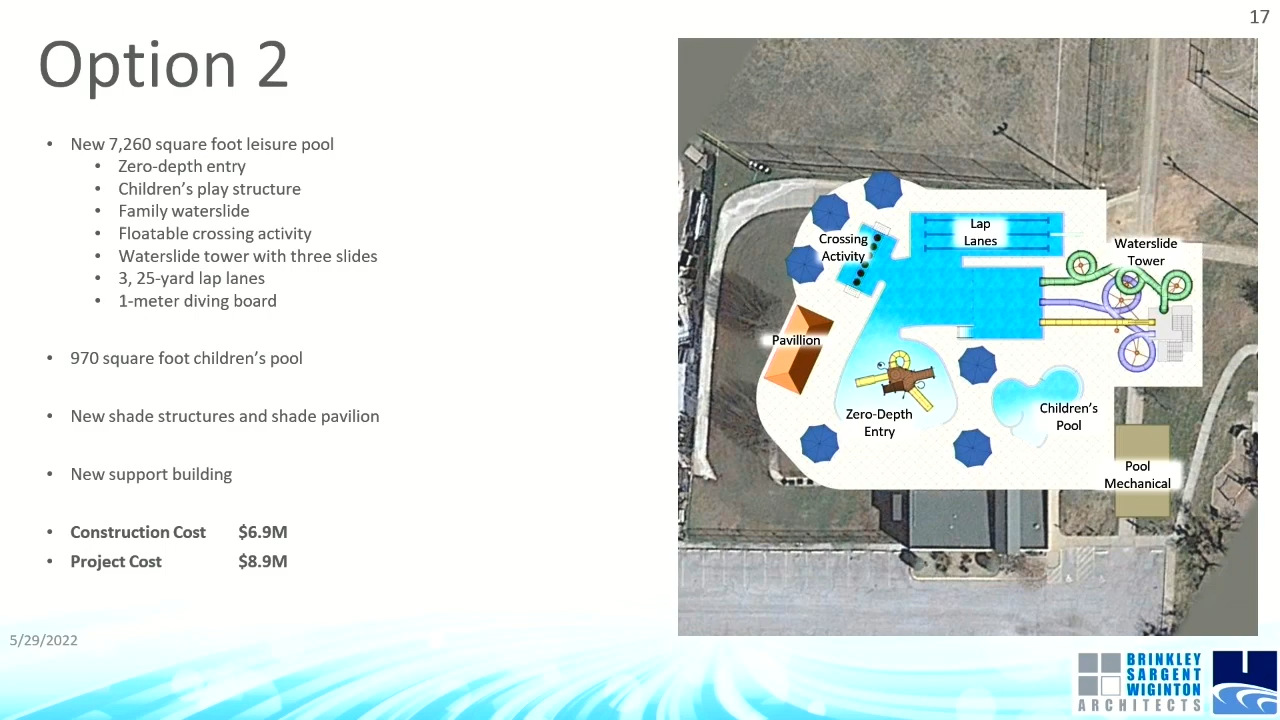 17
Option 2
• New 7,260 square foot leisure pool
• Zero-depth entry
• Children's play structure
• Family waterslide
• Floatable crossing activity
• Waterslide tower with three slides
• 3, 25-yard lap lanes
• 1-meter diving board
• 970 square foot children's pool
• New shade structures and shade pavilion
• New support building
• Construction Cost $6.9M
• Project Cost $8.9M
Crossing
Activity
Lap
Lanes
Waterslide
Tower
Pavillion
Zero-Depth
Entry
Children's
Pool
Pool
Mechanical
5/29/2022
BRINKLEY
SARGENT
WIGINTON
ARCHITECTS